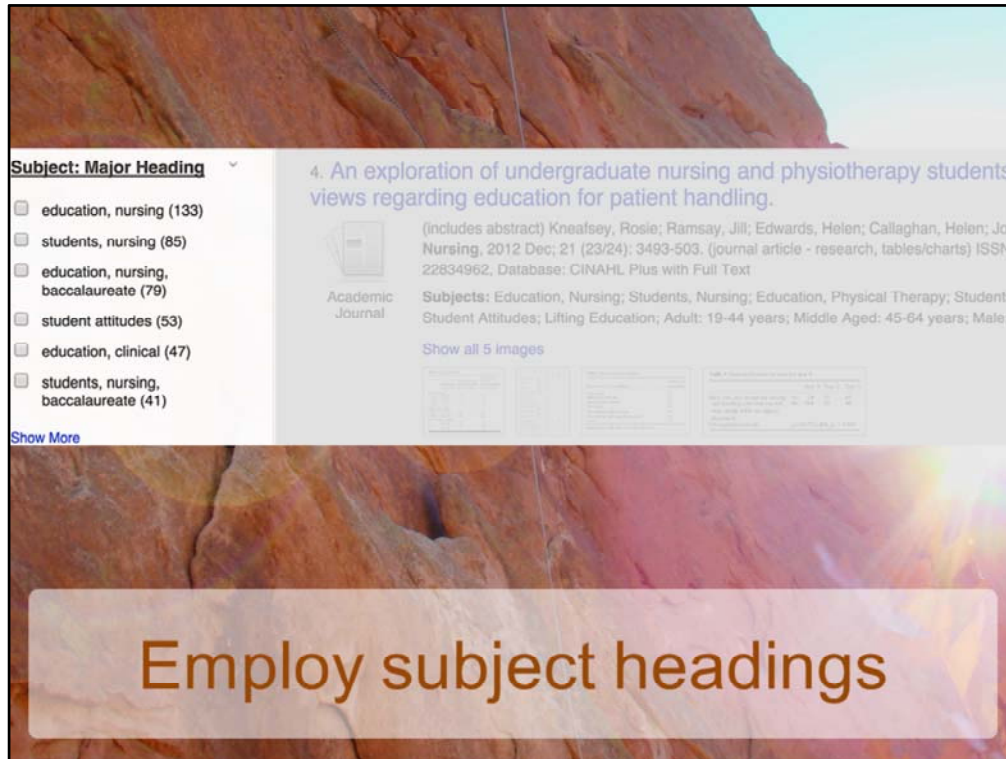 Subject: Major Heading
education, nursing (133)
students, nursing (85)
education, nursing,
baccalaureate (79)
student attitudes (53)
education, clinical (47)
students, nursing,
baccalaureate (41)
Show More
4. An exploration of undergraduate nursing and physiotherapy students
views regarding education for patient handling.
(includes abstract) Kneafsey, Rosie; Ramsay, Jill; Edwards, Helen; Callaghan, Helen; Jo
Nursing, 2012 Dec; 21 (23/24): 3493-503. (journal article - research, tables/charts) ISSN
22834962, Database: CINAHL Plus with Full Text
Academic
Journal
Subjects: Education, Nursing; Students, Nursing; Education, Physical Therapy; Student
Student Attitudes; Lifting Education; Adult: 19-44 years; Middle Aged: 45-64 years; Male
Show all 5 images
Employ subject headings